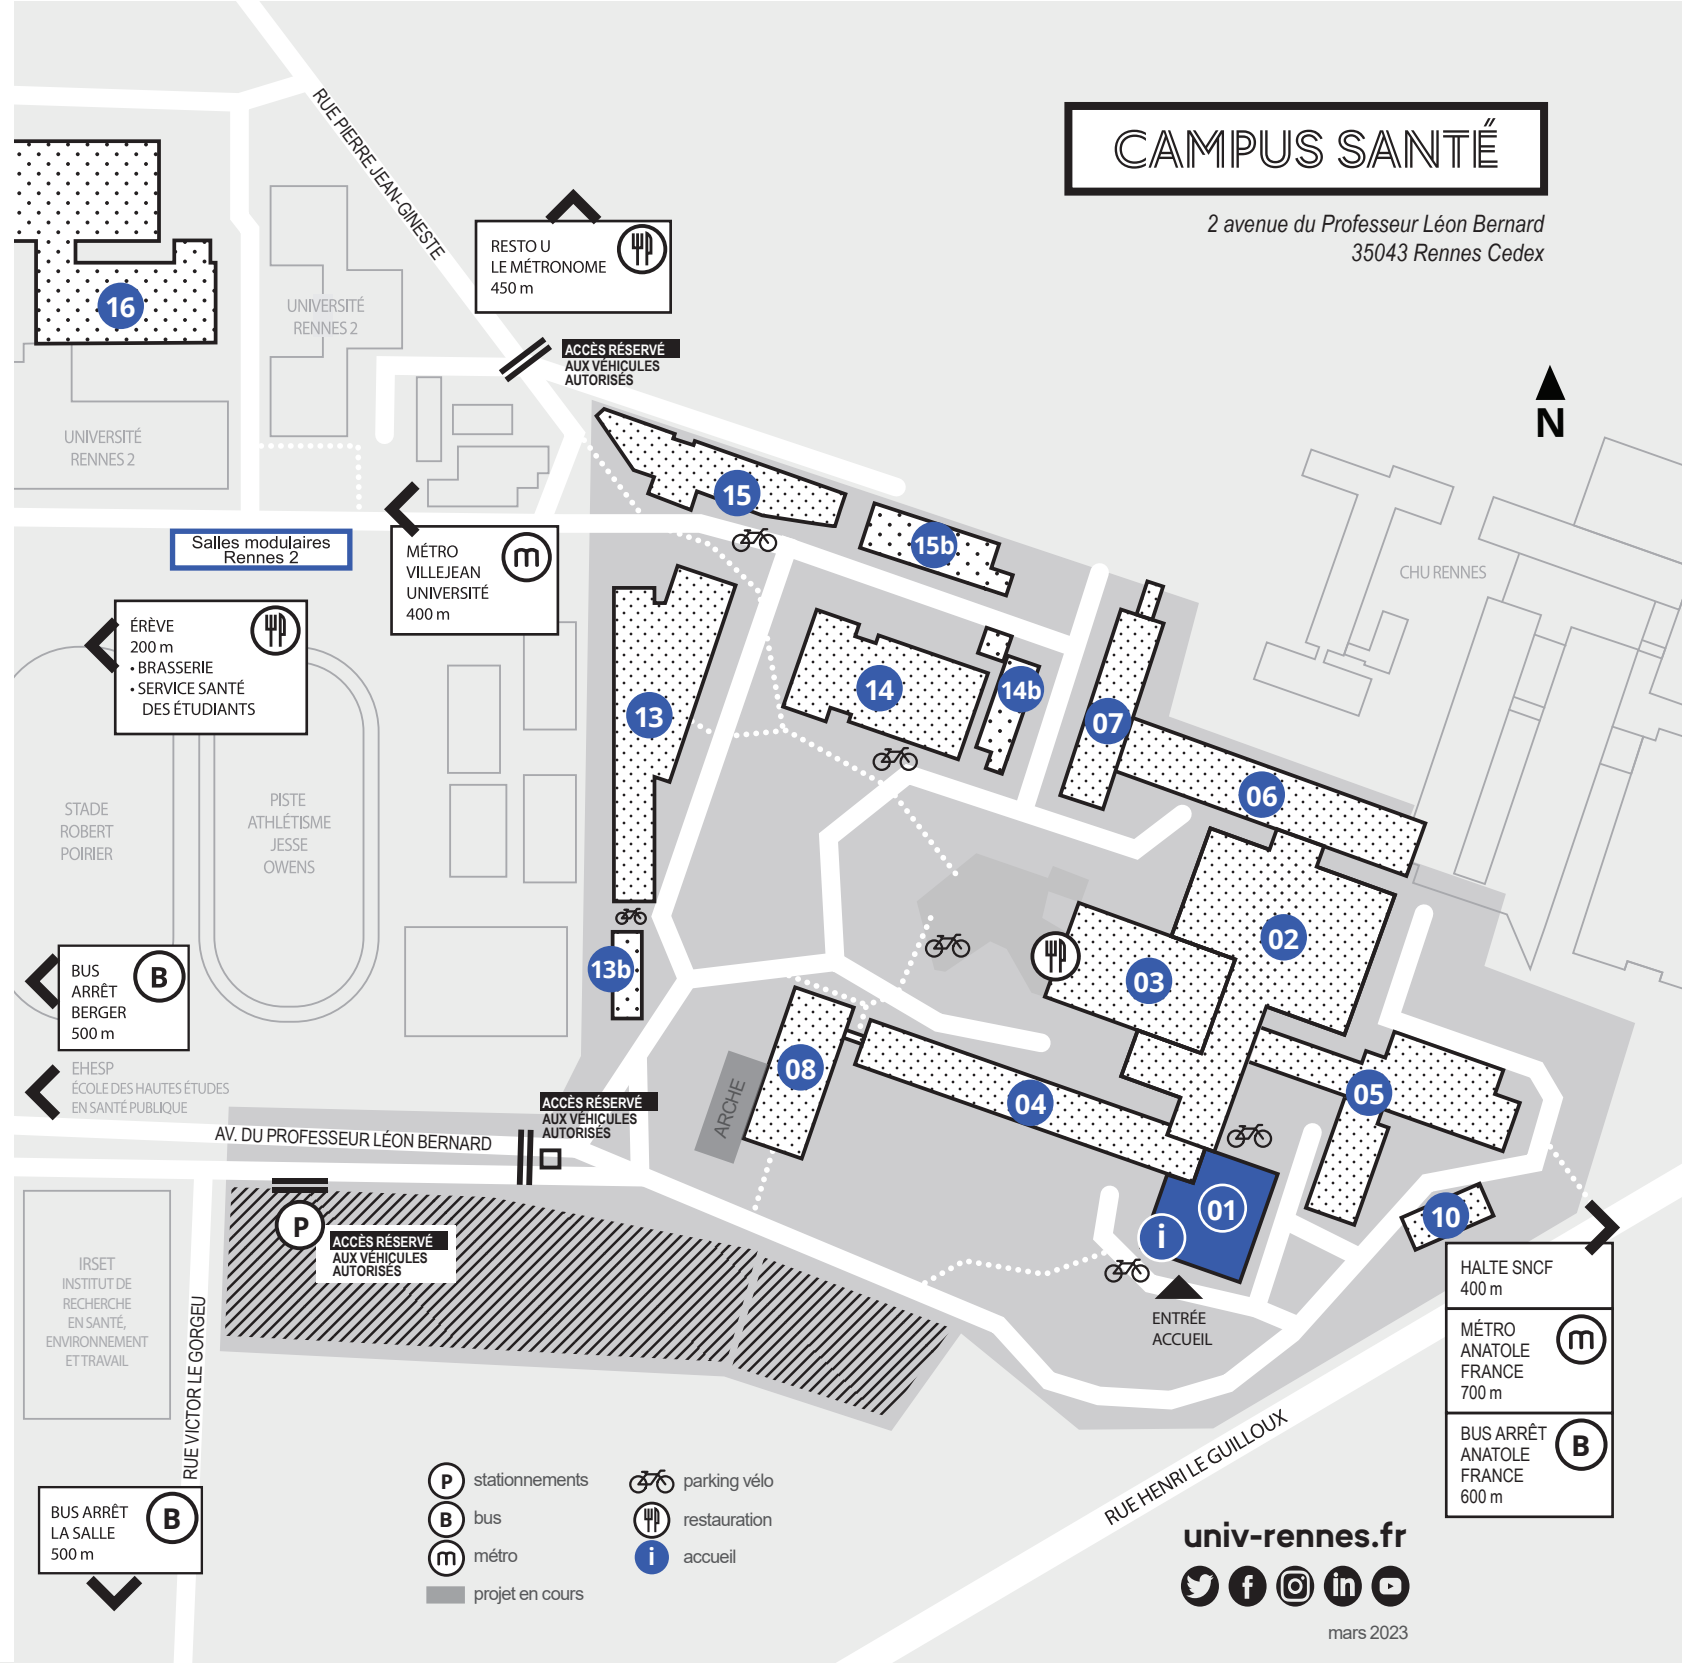 CAMPUS SANTÉ
2 avenue du Professeur Léon Bernard
35043 Rennes Cedex
RUE PIERRE JEAN-GINESTE
RESTO U
LE MÉTRONOME
450 m
16
UNIVERSITÉ
RENNES 2
ACCÈS RÉSERVÉ
AUX VÉHICULES
AUTORISÉS
N
UNIVERSITÉ
RENNES 2
15
15b
Salles modulaires
Rennes 2
MÉTRO
VILLEJEAN
UNIVERSITÉ
400 m
m
CHU RENNES
ÉRÈVE
200 m
• BRASSERIE
• SERVICE SANTÉ
DES ÉTUDIANTS
13
14
14b
07
06
STADE
ROBERT
POIRIER
PISTE
ATHLÉTISME
JESSE
OWENS
02
03
13b
BUS
ARRÊT
BERGER
500 m
B
EHESP
ÉCOLE DES HAUTES ÉTUDES
EN SANTÉ PUBLIQUE
08
04
05
ARCHE
ACCÈS RÉSERVÉ
AUX VÉHICULES
AUTORISÉS
AV. DU PROFESSEUR LÉON BERNARD
01
i
10
P
ACCÈS RÉSERVÉ
AUX VÉHICULES
AUTORISÉS
ENTRÉE
ACCUEIL
IRSET
INSTITUT DE
RECHERCHE
EN SANTÉ,
ENVIRONNEMENT
ET TRAVAIL
RUE VICTOR LE GORGEU
HALTE SNCF
400 m
MÉTRO
ANATOLE
FRANCE
700 m
m
BUS ARRÊT
ANATOLE
FRANCE
600 m
B
RUE HENRI LE GUILLOUX
BUS ARRÊT
LA SALLE
500 m
B
P stationnements
B bus
m métro
projet en cours
parking vélo
restauration
i accueil
univ-rennes.fr
mars 2023